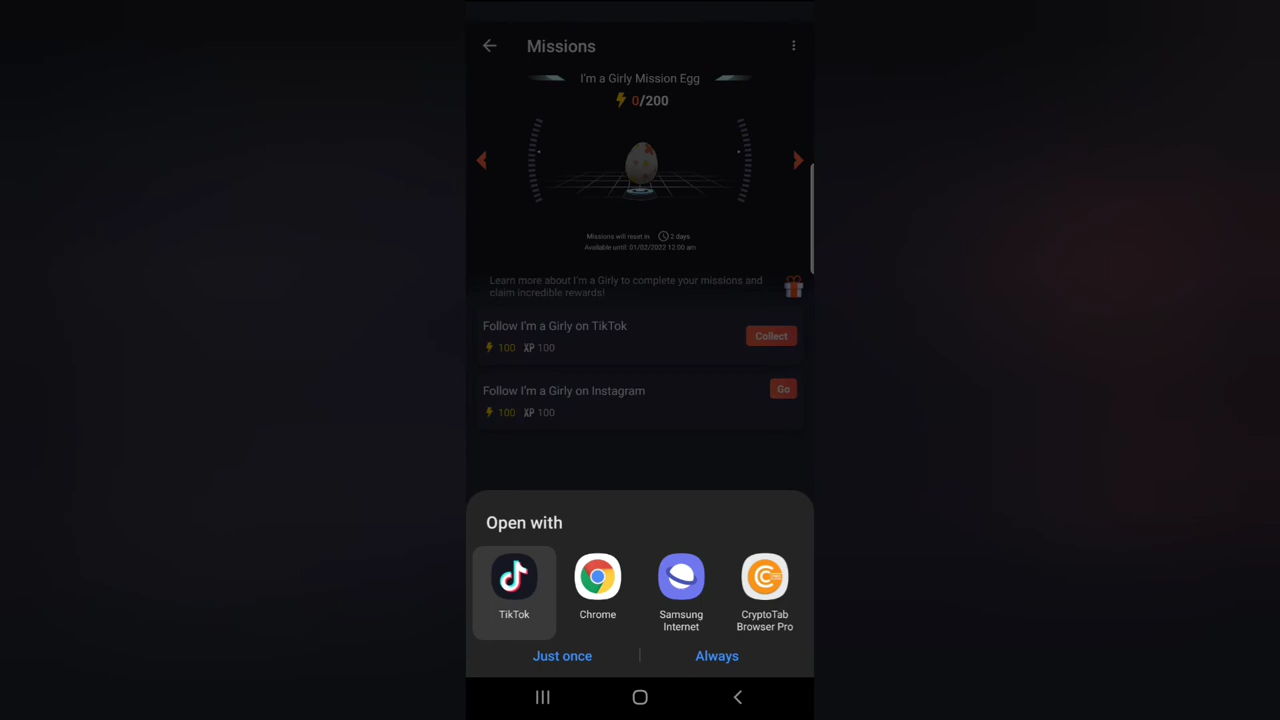 Missions
I'm a Girly Mission Egg
0/200
Missions will reset in 2 days
Available until: 01/02/2022 12:00 am
Learn more about I'm a Girly to complete your missions and
claim incredible rewards!
Follow I'm a Girly on TikTok
Collect
100 XP 100
Follow I'm a Girly on Instagram
Go
100 XP 100
Open with
TikTok
Chrome
Samsung
Internet
CryptoTab
Browser Pro
Just once
Always